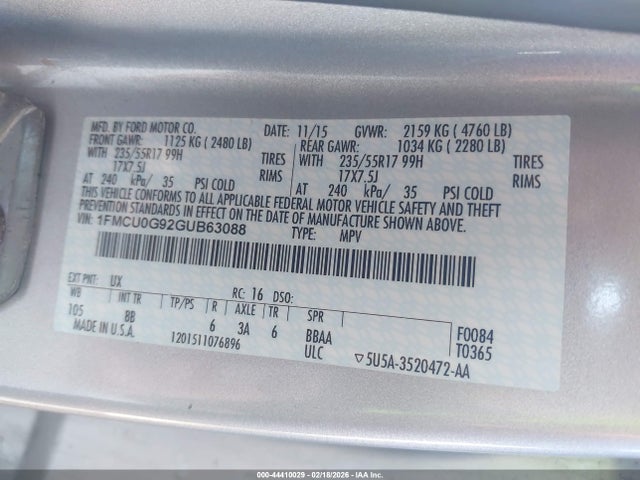 MFD. BY FORD MOTOR CO. DATE: 11/15 GVWR: 2159 KG ( 4760 LB)
FRONT GAWR: 1125 KG ( 2480 LB) REAR GAWR: 1034 KG ( 2280 LB)
WITH 235/55R17 99H TIRES WITH 235/55R17 99H TIRES
17X7.5J RIMS 17X7.5J RIMS
AT 240 kPa/ 35 PSI COLD AT 240 kPa/ 35 PSI COLD
THIS VEHICLE CONFORMS TO ALL APPLICABLE FEDERAL MOTOR VEHICLE SAFETY AND THEFT
PREVENTION STANDARDS IN EFFECT ON THE DATE OF MANUFACTURE SHOWN ABOVE.
VIN: 1FMCU0G92GUB63088 TYPE: MPV
EXT PNT: UX RC: 16 DSO:
WB INT TR TP/PS R AXLE TR SPR
105 8B 6 3A 6 BBAA F0084
MADE IN U.S.A. 1201511076896 ULC ▽5U5A-3520472-AA T0365
000-44410029 - 02/18/2026 - IAA Inc.